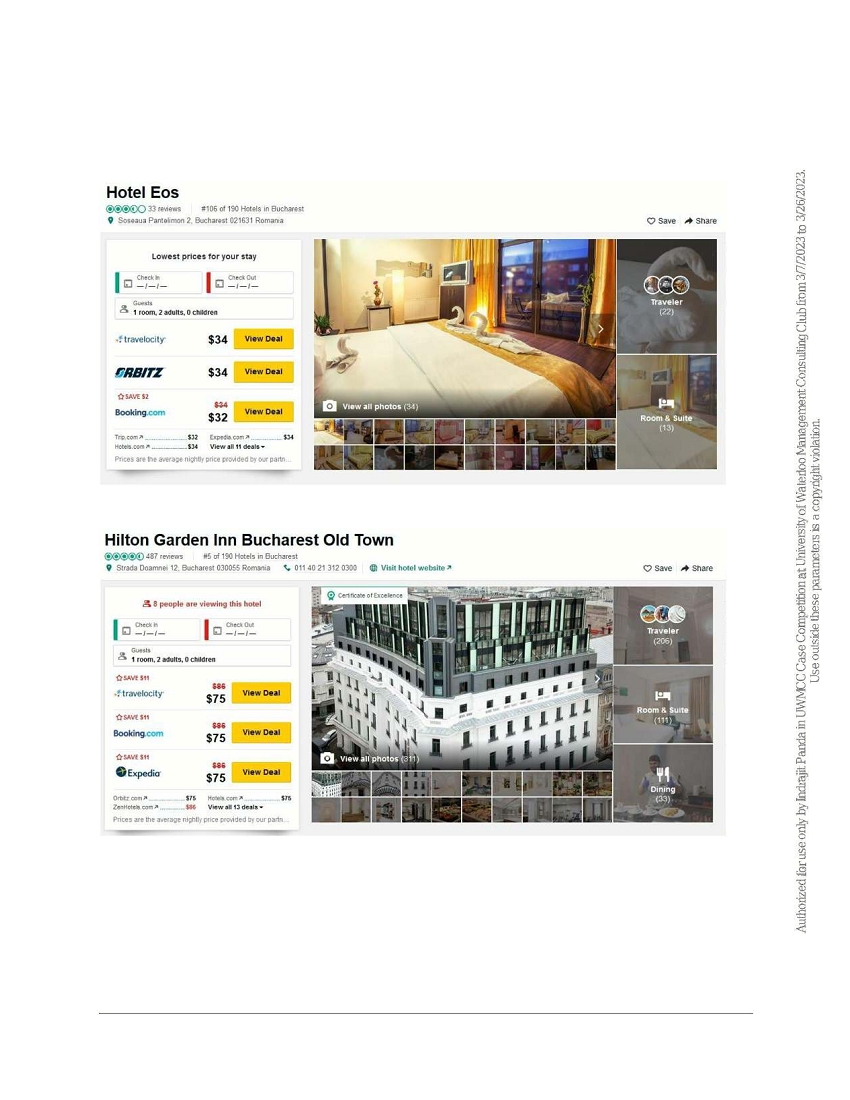 Hotel Eos
33 reviews #106 of 190 Hotels in Bucharest
Soseaua Pantelimon 2, Bucharest 021631 Romania
Save Share
Lowest prices for your stay
Check In Check Out
— / — / — — / — / —
Guests
1 room, 2 adults, 0 children
travelocity $34 View Deal
ORBITZ $34 View Deal
SAVE $2
$34
Booking.com $32 View Deal
Trip.com $32 Expedia.com $34
Hotels.com $34 View all 11 deals
Prices are the average nightly price provided by our partn...
View all photos (34)
Traveler
(22)
Room & Suite
(13)
Hilton Garden Inn Bucharest Old Town
487 reviews #5 of 190 Hotels in Bucharest
Strada Doamnei 12, Bucharest 030055 Romania 011 40 21 312 0300 Visit hotel website
Save Share
8 people are viewing this hotel
Check In Check Out
— / — / — — / — / —
Guests
1 room, 2 adults, 0 children
SAVE $11
$86
travelocity $75 View Deal
SAVE $11
$86
Booking.com $75 View Deal
SAVE $11
$86
Expedia $75 View Deal
Orbitz.com $75 Hotels.com $75
ZenHotels.com $86 View all 13 deals
Prices are the average nightly price provided by our partn...
Certificate of Excellence
View all photos (311)
Traveler
(206)
Room & Suite
(111)
Dining
(33)
Authorized for use only by Indrajit Panda in UWMCC Case Competition at University of Waterloo Management Consulting Club from 3/7/2023 to 3/26/2023.
Use outside these parameters is a copyright violation.